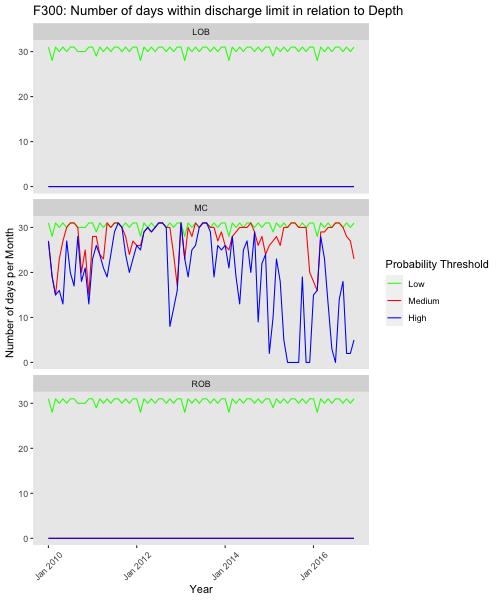 F300: Number of days within discharge limit in relation to Depth
LOB
30
20
10
0
MC
30
20
10
0
ROB
30
20
10
0
Number of days per Month
Jan 2010
Jan 2012
Jan 2014
Jan 2016
Year
Probability Threshold
Low
Medium
High